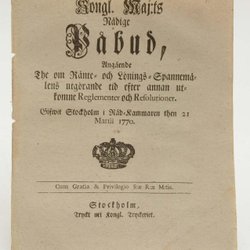 Kongl. Maj:ts
Nådige
Påbud,
Angående
The om Ränte- och Cronings-Spannemå-
lens utgörande tid efter annan ut-
komne Reglementer och Resolutioner.
Gifwit Stockholm i Råd-Kammaren then 21
Martii 1770.
Cum Gratia & Privilegio S:æ R:æ M:tis.
Stockholm,
Tryckt uti Kongl. Tryckeriet.